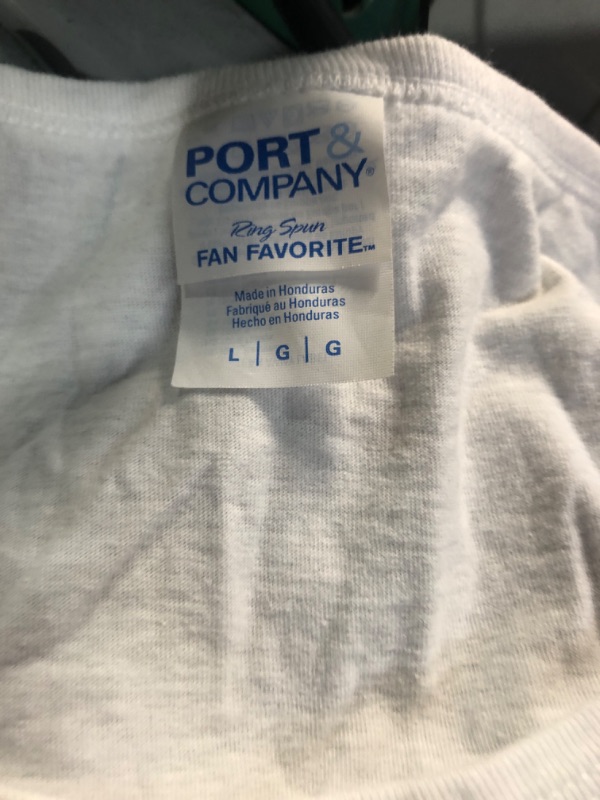 PORT &
COMPANY®
Ring Spun
FAN FAVORITE™
Made in Honduras
Fabriqué au Honduras
Hecho en Honduras
L | G | G